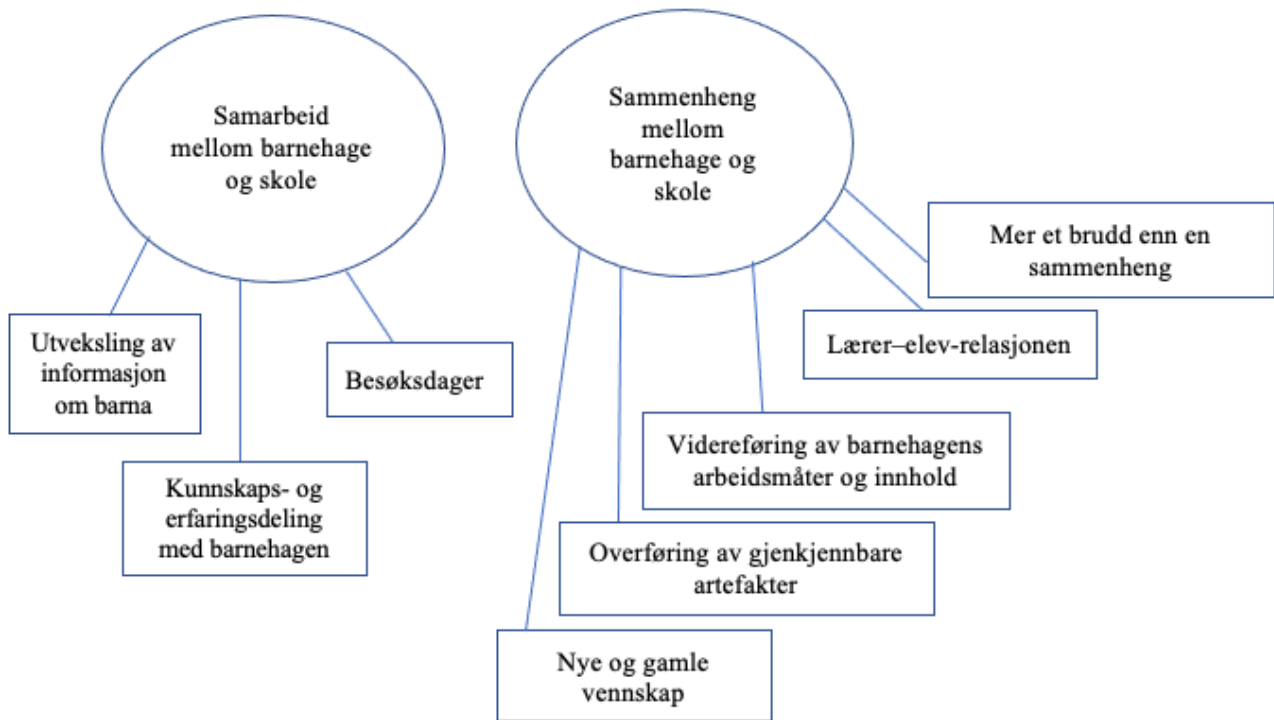 Samarbeid
mellom barnehage
og skole
Utveksling av
informasjon
om barna
Kunnskaps- og
erfaringsdeling
med barnehagen
Besøksdager
Sammenheng
mellom
barnehage og
skole
Nye og gamle
vennskap
Overføring av gjenkjennbare
artefakter
Videreføring av barnehagens
arbeidsmåter og innhold
Lærer–elev-relasjonen
Mer et brudd enn en
sammenheng